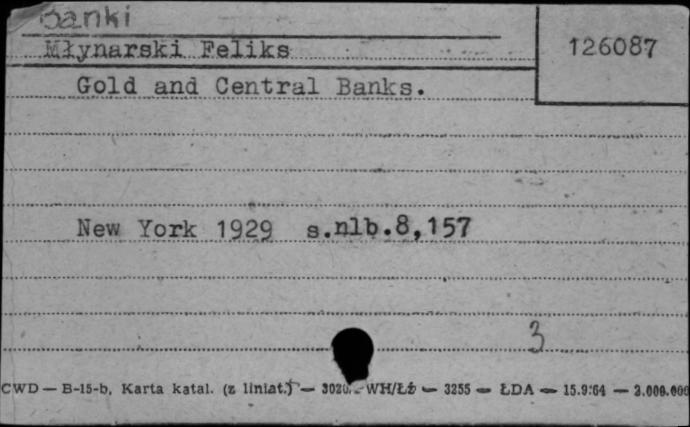 Banki
Młynarski Feliks
126087
Gold and Central Banks.
New York 1929 s.nlb.8,157
3
CWD — B-15-b, Karta katal. (z liniat.) — WH/Łż — 3255 — ŁDA — 15.9.64 — 3.000.000